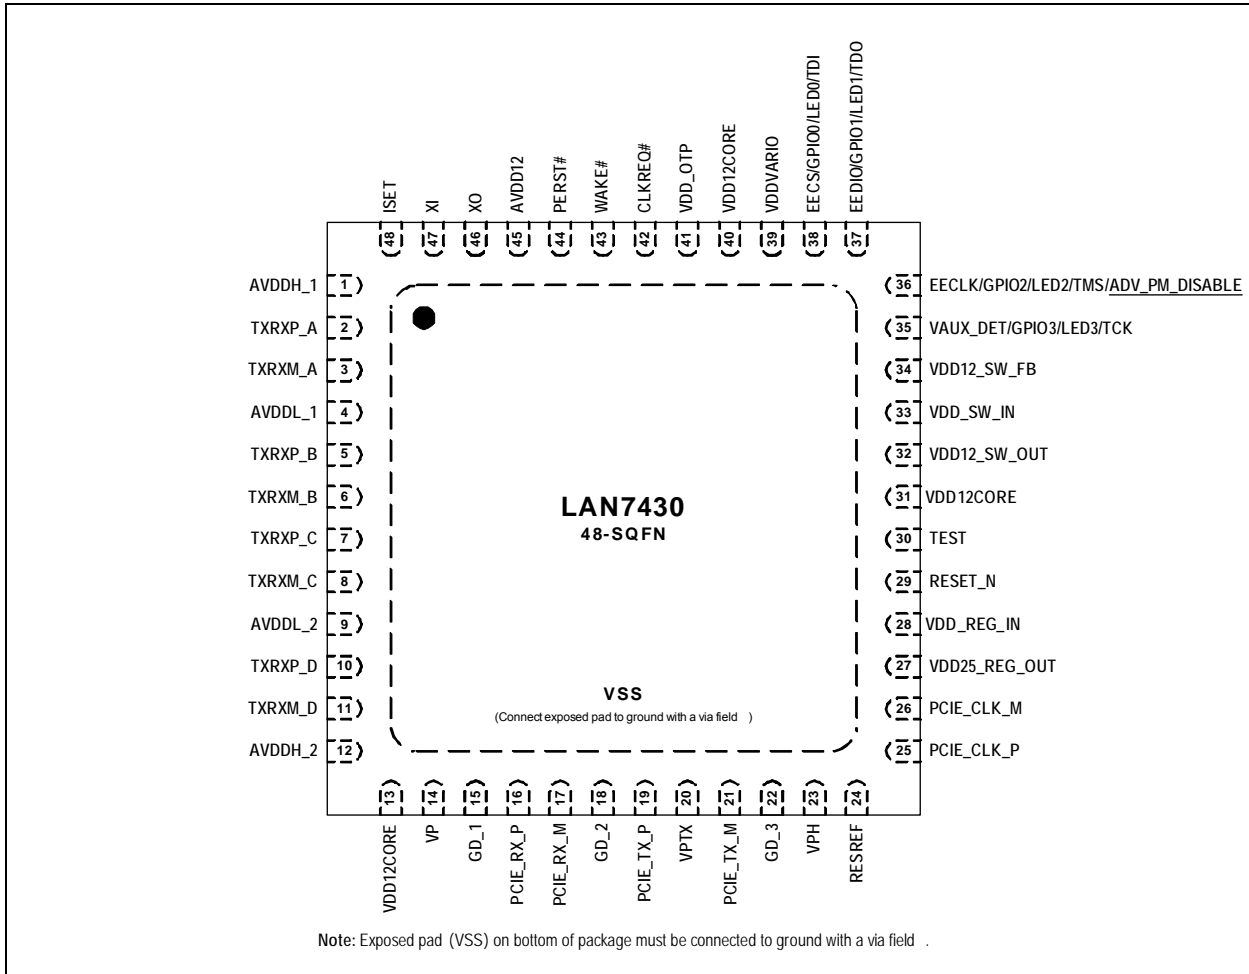 ISET
XI
XO
AVDD12
PERST#
WAKE#
CLKREQ#
VDD_OTP
VDD12CORE
VDDVARIO
EECS/GPIO0/LED0/TDI
EEDIO/GPIO1/LED1/TDO
48
47
46
45
44
43
42
41
40
39
38
37
AVDDH_1 1
TXRXP_A 2
TXRXM_A 3
AVDDL_1 4
TXRXP_B 5
TXRXM_B 6
TXRXP_C 7
TXRXM_C 8
AVDDL_2 9
TXRXP_D 10
TXRXM_D 11
AVDDH_2 12
36 EECLK/GPIO2/LED2/TMS/ADV_PM_DISABLE
35 VAUX_DET/GPIO3/LED3/TCK
34 VDD12_SW_FB
33 VDD_SW_IN
32 VDD12_SW_OUT
31 VDD12CORE
30 TEST
29 RESET_N
28 VDD_REG_IN
27 VDD25_REG_OUT
26 PCIE_CLK_M
25 PCIE_CLK_P
LAN7430
48-SQFN
VSS
(Connect exposed pad to ground with a via field )
13
14
15
16
17
18
19
20
21
22
23
24
VDD12CORE
VP
GD_1
PCIE_RX_P
PCIE_RX_M
GD_2
PCIE_TX_P
VPTX
PCIE_TX_M
GD_3
VPH
RESREF
Note: Exposed pad (VSS) on bottom of package must be connected to ground with a via field .